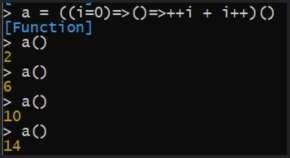 > a = ((i=0)=>()=>++i + i++)()
[Function]
> a()
2
> a()
6
> a()
10
> a()
14